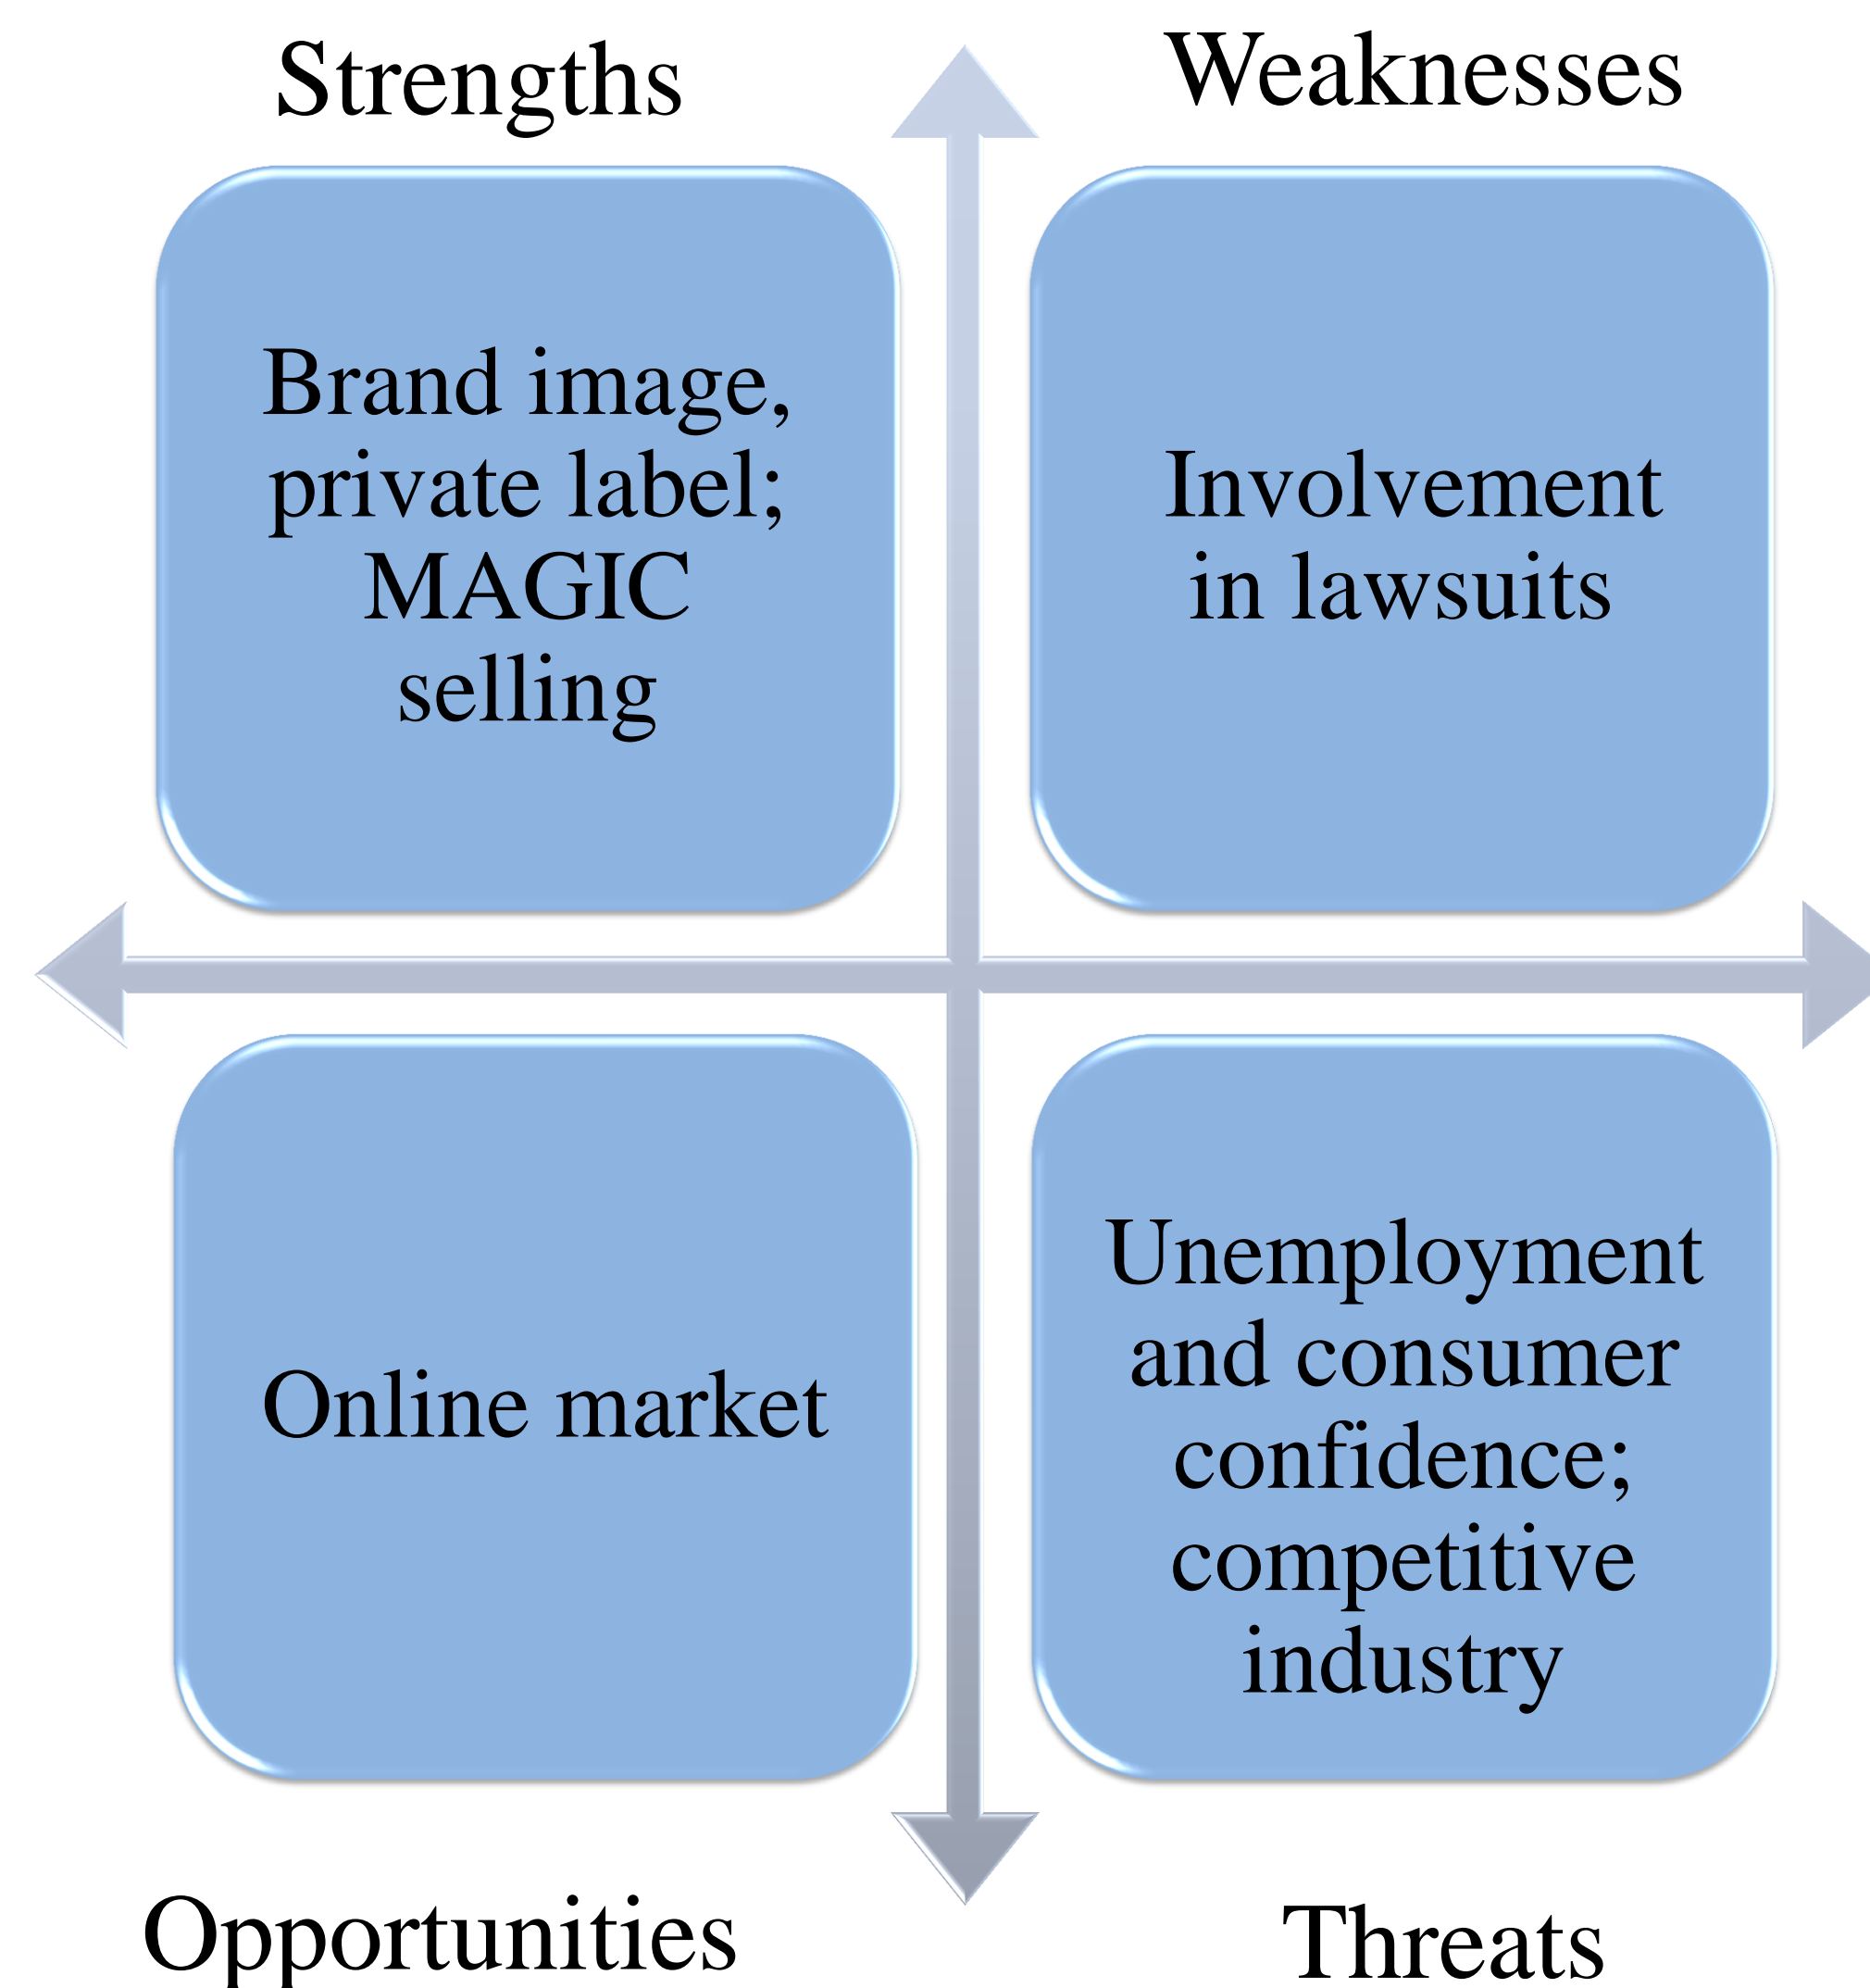 Strengths
Weaknesses
Brand image,
private label;
MAGIC
selling
Involvement
in lawsuits
Online market
Unemployment
and consumer
confidence;
competitive
industry
Opportunities
Threats